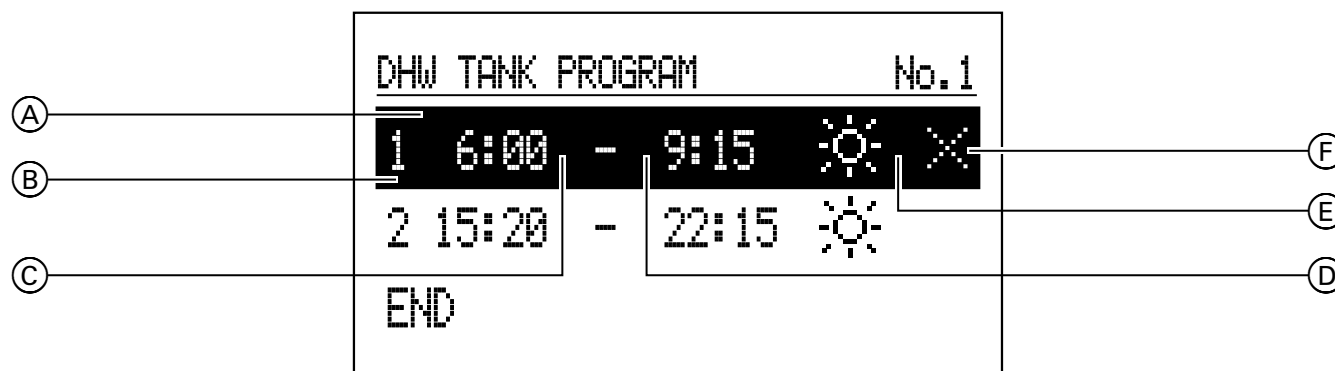 DHW TANK PROGRAM No.1
A
1 6:00 - 9:15
F
B
E
2 15:20 - 22:15
C
D
END